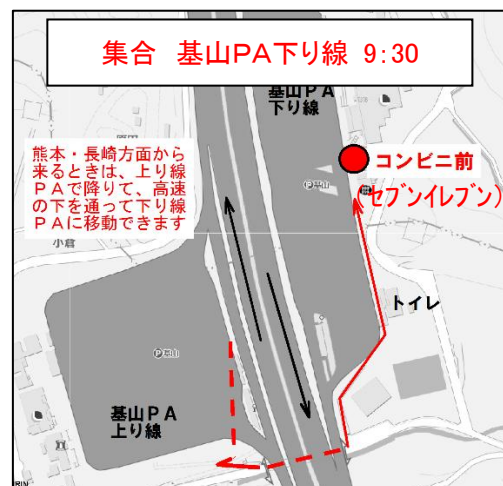 集合 基山PA下り線 9:30
基山PA
下り線
熊本・長崎方面から
来るときは、上り線
PAで降りて、高速
の下を通って下り線
PAに移動できます
コンビニ前
(セブンイレブン)
基山
小倉
トイレ
基山
基山PA
上り線